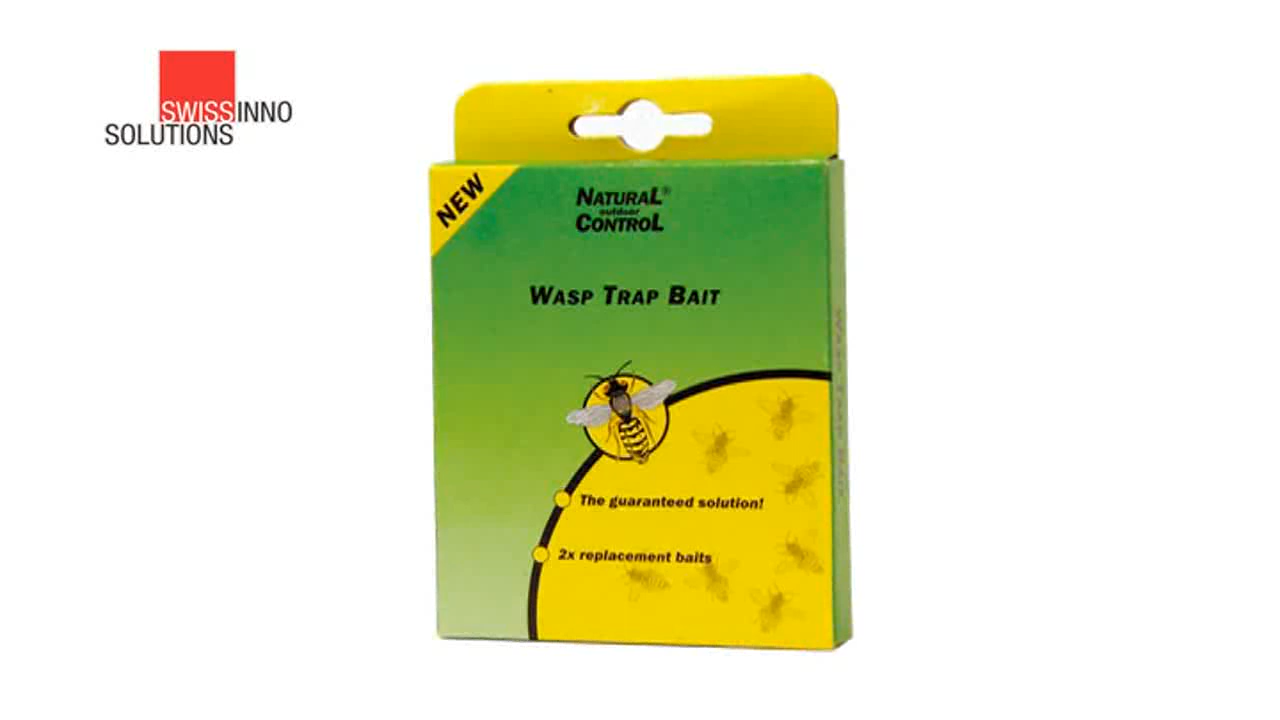 SWISSINNO
SOLUTIONS
NEW
NATURAL®
outdoor
CONTROL
WASP TRAP BAIT
The guaranteed solution!
2x replacement baits